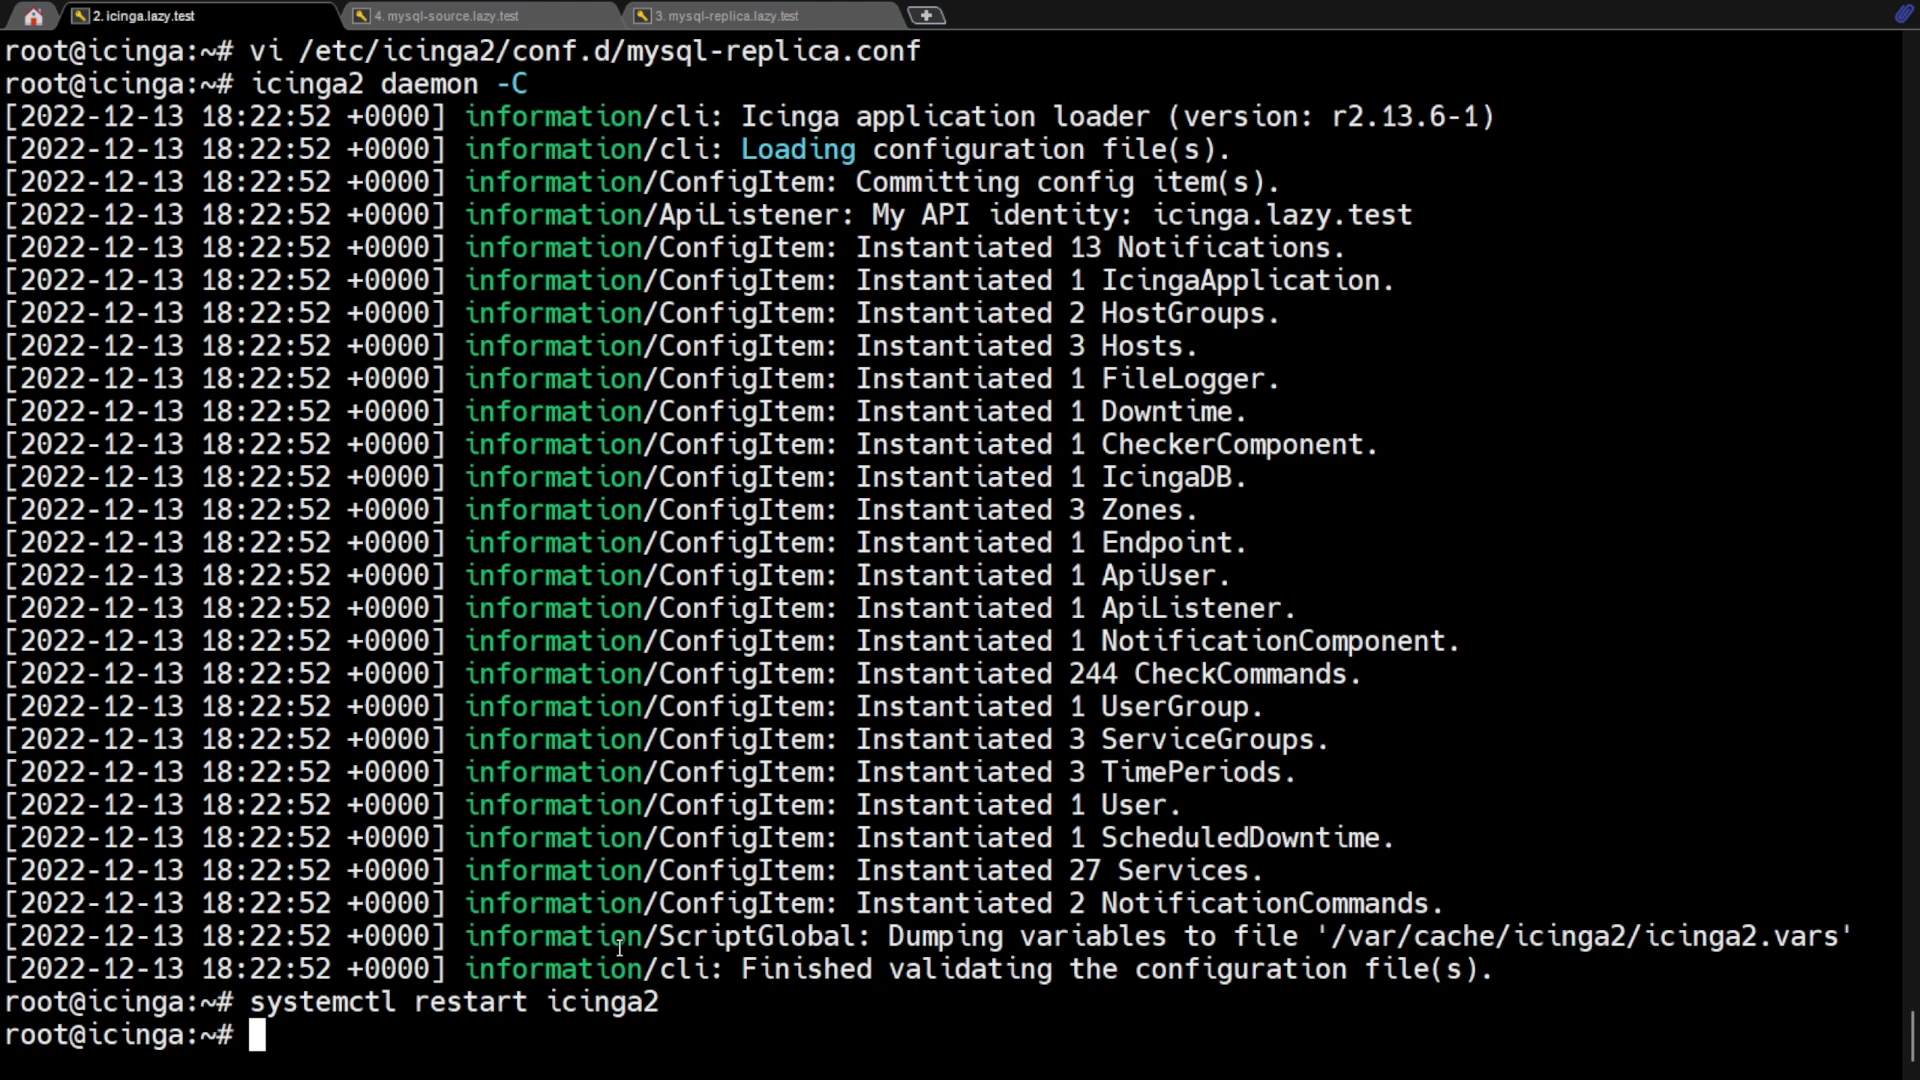 2. icinga.lazy.test
4. mysql-source.lazy.test
3. mysql-replica.lazy.test
root@icinga:~# vi /etc/icinga2/conf.d/mysql-replica.conf
root@icinga:~# icinga2 daemon -C
[2022-12-13 18:22:52 +0000] information/cli: Icinga application loader (version: r2.13.6-1)
[2022-12-13 18:22:52 +0000] information/cli: Loading configuration file(s).
[2022-12-13 18:22:52 +0000] information/ConfigItem: Committing config item(s).
[2022-12-13 18:22:52 +0000] information/ApiListener: My API identity: icinga.lazy.test
[2022-12-13 18:22:52 +0000] information/ConfigItem: Instantiated 13 Notifications.
[2022-12-13 18:22:52 +0000] information/ConfigItem: Instantiated 1 IcingaApplication.
[2022-12-13 18:22:52 +0000] information/ConfigItem: Instantiated 2 HostGroups.
[2022-12-13 18:22:52 +0000] information/ConfigItem: Instantiated 3 Hosts.
[2022-12-13 18:22:52 +0000] information/ConfigItem: Instantiated 1 FileLogger.
[2022-12-13 18:22:52 +0000] information/ConfigItem: Instantiated 1 Downtime.
[2022-12-13 18:22:52 +0000] information/ConfigItem: Instantiated 1 CheckerComponent.
[2022-12-13 18:22:52 +0000] information/ConfigItem: Instantiated 1 IcingaDB.
[2022-12-13 18:22:52 +0000] information/ConfigItem: Instantiated 3 Zones.
[2022-12-13 18:22:52 +0000] information/ConfigItem: Instantiated 1 Endpoint.
[2022-12-13 18:22:52 +0000] information/ConfigItem: Instantiated 1 ApiUser.
[2022-12-13 18:22:52 +0000] information/ConfigItem: Instantiated 1 ApiListener.
[2022-12-13 18:22:52 +0000] information/ConfigItem: Instantiated 1 NotificationComponent.
[2022-12-13 18:22:52 +0000] information/ConfigItem: Instantiated 244 CheckCommands.
[2022-12-13 18:22:52 +0000] information/ConfigItem: Instantiated 1 UserGroup.
[2022-12-13 18:22:52 +0000] information/ConfigItem: Instantiated 3 ServiceGroups.
[2022-12-13 18:22:52 +0000] information/ConfigItem: Instantiated 3 TimePeriods.
[2022-12-13 18:22:52 +0000] information/ConfigItem: Instantiated 1 User.
[2022-12-13 18:22:52 +0000] information/ConfigItem: Instantiated 1 ScheduledDowntime.
[2022-12-13 18:22:52 +0000] information/ConfigItem: Instantiated 27 Services.
[2022-12-13 18:22:52 +0000] information/ConfigItem: Instantiated 2 NotificationCommands.
[2022-12-13 18:22:52 +0000] information/ScriptGlobal: Dumping variables to file '/var/cache/icinga2/icinga2.vars'
[2022-12-13 18:22:52 +0000] information/cli: Finished validating the configuration file(s).
root@icinga:~# systemctl restart icinga2
root@icinga:~#